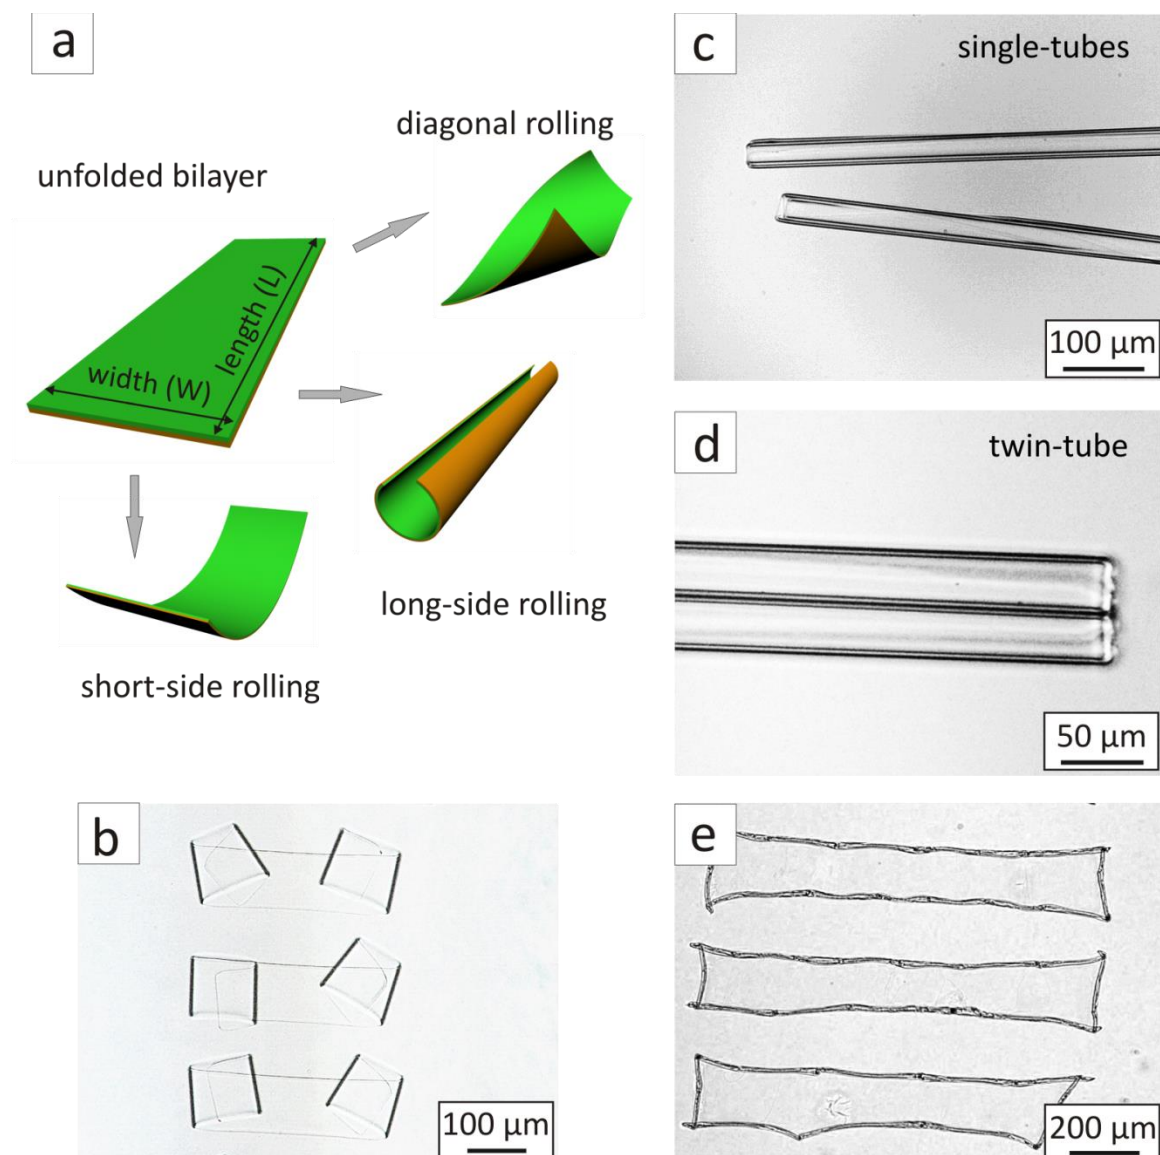 a
unfolded bilayer
diagonal rolling
width (W)
length (L)
long-side rolling
short-side rolling
b
100 µm
c
single-tubes
100 µm
d
twin-tube
50 µm
e
200 µm